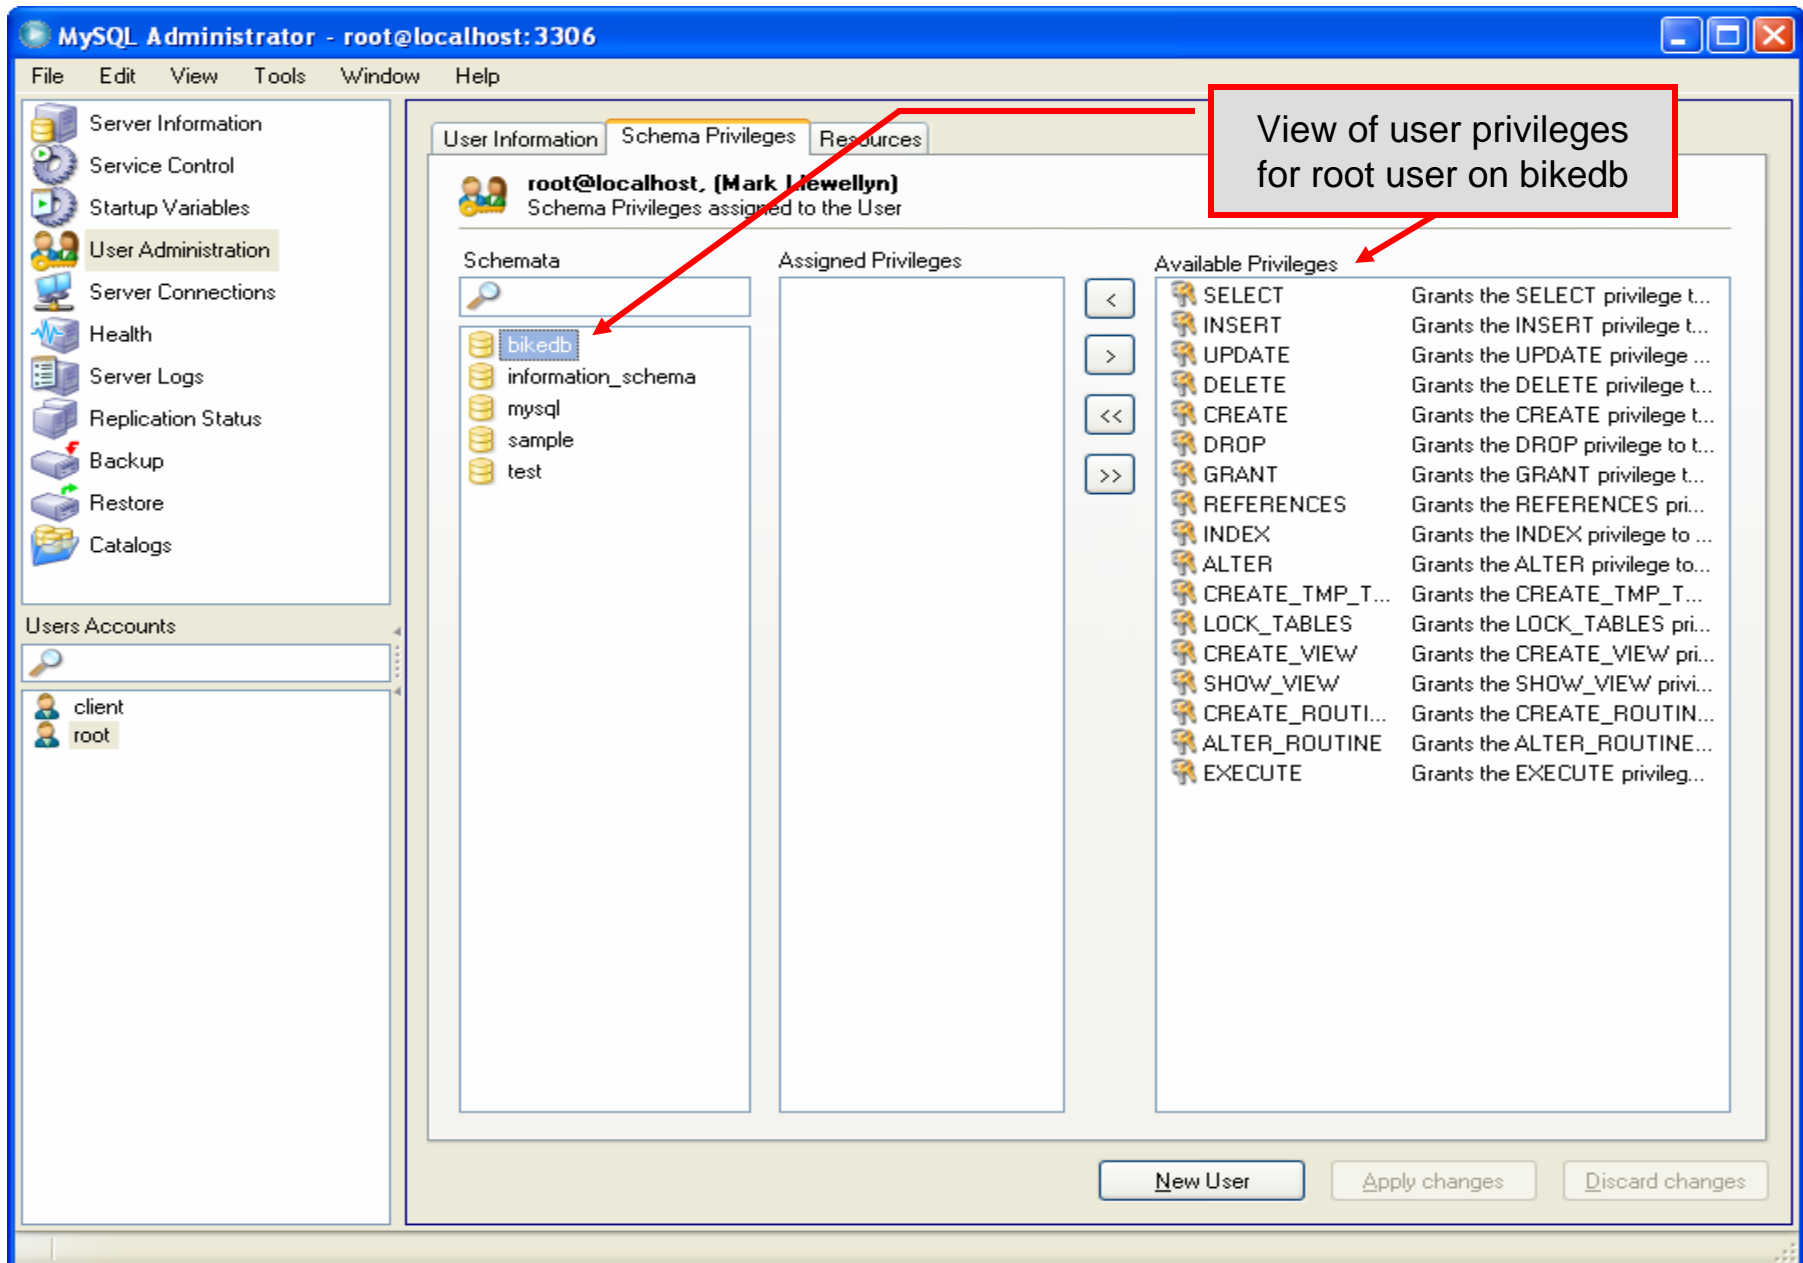 MySQL Administrator - root@localhost:3306
File Edit View Tools Window Help
Server Information
Service Control
Startup Variables
User Administration
Server Connections
Health
Server Logs
Replication Status
Backup
Restore
Catalogs
Users Accounts
client
root
User Information Schema Privileges Resources
View of user privileges
for root user on bikedb
root@localhost, (Mark Llewellyn)
Schema Privileges assigned to the User
Schemata
bikedb
information_schema
mysql
sample
test
Assigned Privileges
<
>
<<
>>
Available Privileges
SELECT Grants the SELECT privilege t...
INSERT Grants the INSERT privilege t...
UPDATE Grants the UPDATE privilege ...
DELETE Grants the DELETE privilege t...
CREATE Grants the CREATE privilege t...
DROP Grants the DROP privilege to t...
GRANT Grants the GRANT privilege t...
REFERENCES Grants the REFERENCES pri...
INDEX Grants the INDEX privilege to ...
ALTER Grants the ALTER privilege to...
CREATE_TMP_T... Grants the CREATE_TMP_T...
LOCK_TABLES Grants the LOCK_TABLES pri...
CREATE_VIEW Grants the CREATE_VIEW pri...
SHOW_VIEW Grants the SHOW_VIEW privi...
CREATE_ROUTI... Grants the CREATE_ROUTIN...
ALTER_ROUTINE Grants the ALTER_ROUTINE...
EXECUTE Grants the EXECUTE privileg...
New User Apply changes Discard changes